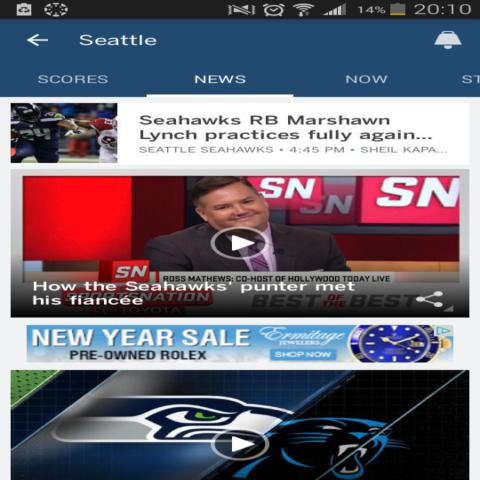 14% 20:10
Seattle
SCORES NEWS NOW ST
Seahawks RB Marshawn
Lynch practices fully again...
SEATTLE SEAHAWKS • 4:45 PM • SHEIL KAPA...
SN SN SN
SN
ROSS MATHEWS: CO-HOST OF HOLLYWOOD TODAY LIVE
How the Seahawks' punter met
his fiancée
SPORTSNATION
BEST OF THE BEST
TOYOTA
NEW YEAR SALE
PRE-OWNED ROLEX
Ermitage
JEWELERS
SHOP NOW